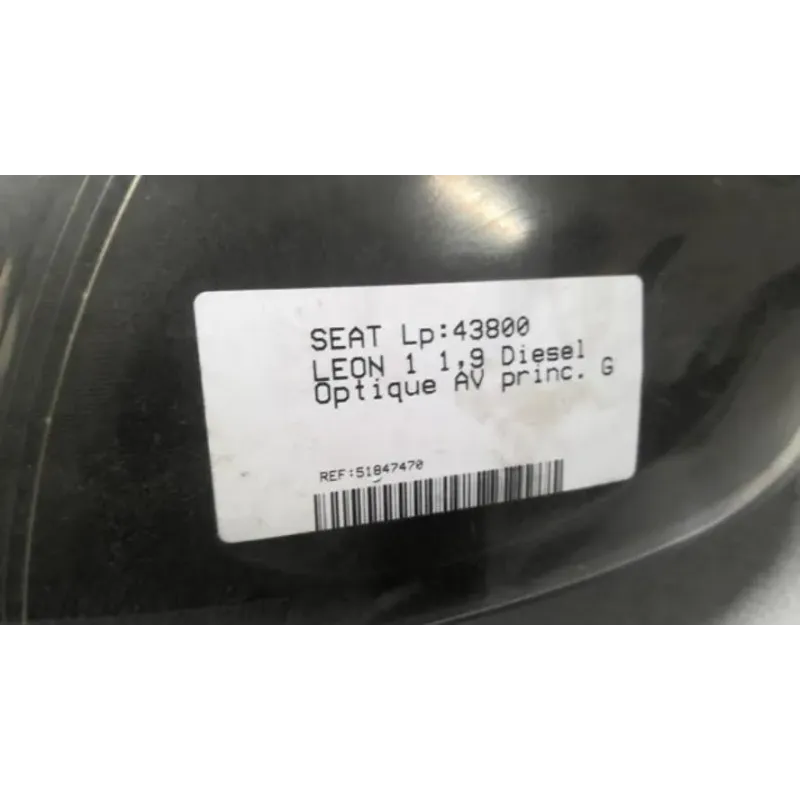 SEAT Lp:43800
LEON 1 1,9 Diesel
Optique AV princ. G
REF:51847470